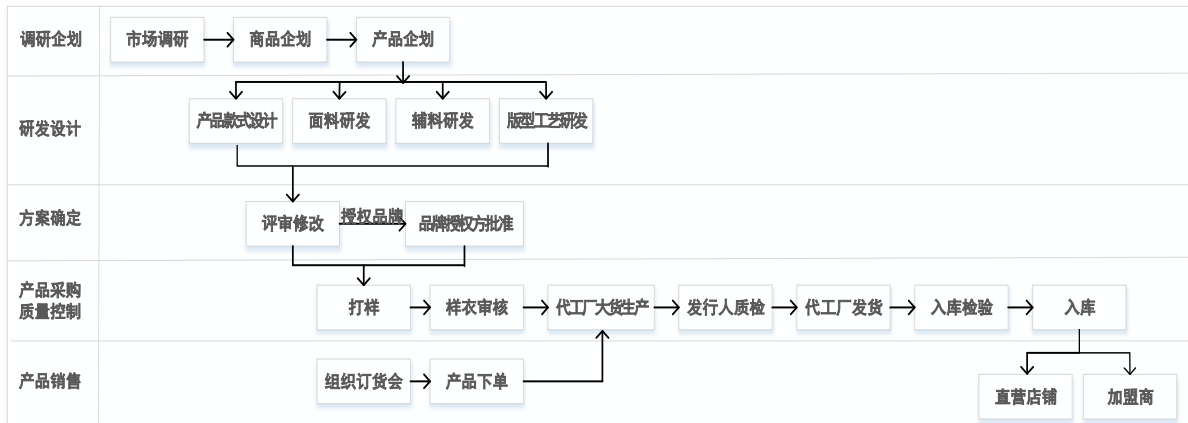 调研企划
市场调研
商品企划
产品企划
研发设计
产品款式设计
面料研发
辅料研发
版型工艺研发
方案确定
评审修改
授权品牌
品牌授权方批准
产品采购
质量控制
打样
样衣审核
代工厂大货生产
发行人质检
代工厂发货
入库检验
入库
产品销售
组织订货会
产品下单
直营店铺
加盟商